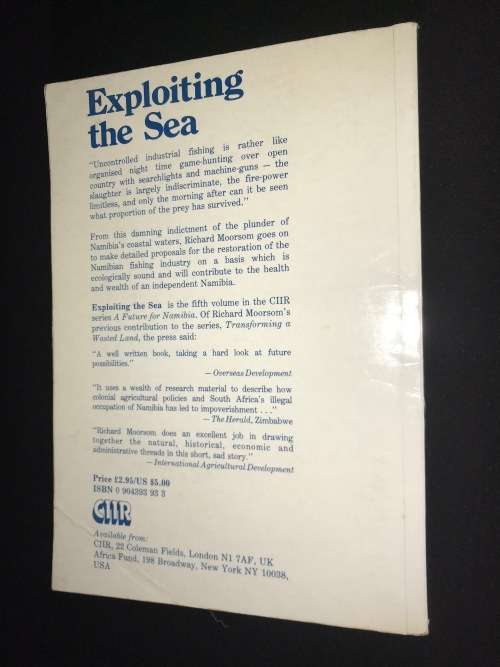 Exploiting
the Sea
"Uncontrolled industrial fishing is rather like
organised night time game-hunting over open
country with searchlights and machine-guns — the
slaughter is largely indiscriminate, the fire-power
limitless, and only the morning after can it be seen
what proportion of the prey has survived."
From this damning indictment of the plunder of
Namibia's coastal waters, Richard Moorsom goes on
to make detailed proposals for the restoration of the
Namibian fishing industry on a basis which is
ecologically sound and will contribute to the health
and wealth of an independent Namibia.
Exploiting the Sea is the fifth volume in the CIIR
series A Future for Namibia. Of Richard Moorsom's
previous contribution to the series, Transforming a
Wasted Land, the press said:
"A well written book, taking a hard look at future
possibilities."
— Overseas Development
"It uses a wealth of research material to describe how
colonial agricultural policies and South Africa's illegal
occupation of Namibia has led to impoverishment . . ."
— The Herald, Zimbabwe
"Richard Moorsom does an excellent job in drawing
together the natural, historical, economic and
administrative threads in this short, sad story."
— International Agricultural Development
Price £2.95/US $5.00
ISBN 0 904393 93 3
CIIR
Available from:
CIIR, 22 Coleman Fields, London N1 7AF, UK
Africa Fund, 198 Broadway, New York NY 10038,
USA